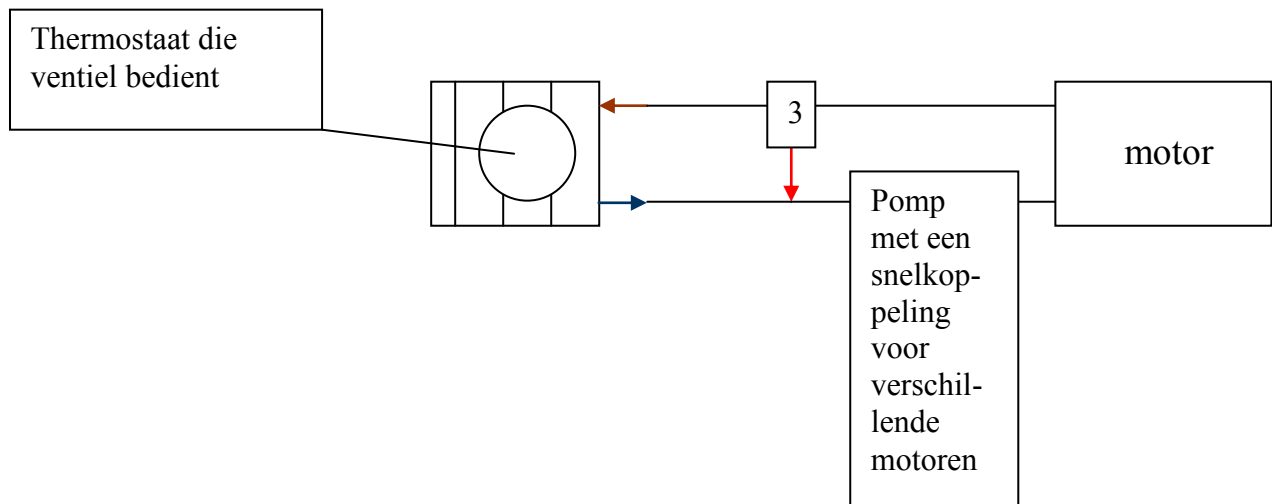 Thermostaat die
ventiel bedient
3
motor
Pomp
met een
snelkop-
peling
voor
verschil-
lende
motoren